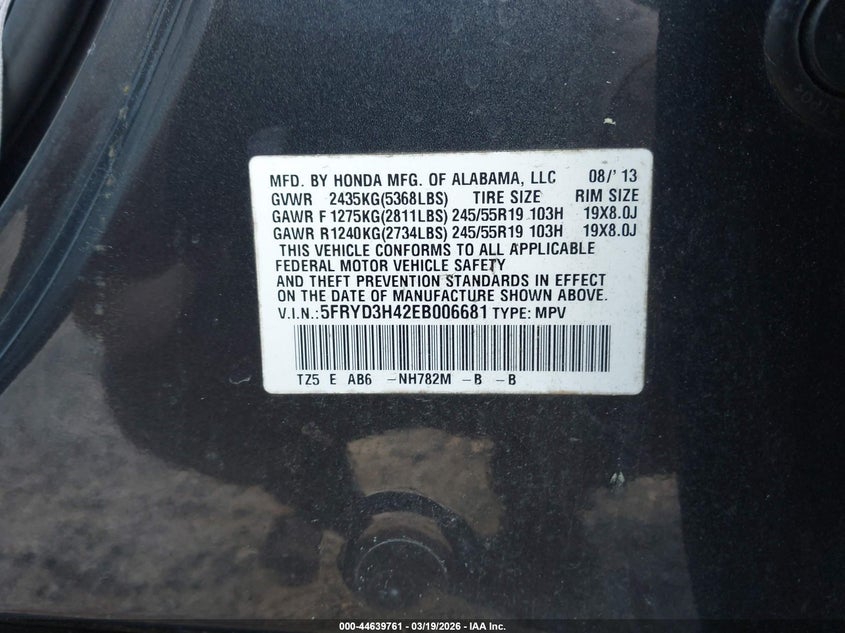 MFD. BY HONDA MFG. OF ALABAMA, LLC 08/'13
GVWR 2435KG(5368LBS) TIRE SIZE RIM SIZE
GAWR F 1275KG(2811LBS) 245/55R19 103H 19X8.0J
GAWR R1240KG(2734LBS) 245/55R19 103H 19X8.0J
THIS VEHICLE CONFORMS TO ALL APPLICABLE
FEDERAL MOTOR VEHICLE SAFETY
AND THEFT PREVENTION STANDARDS IN EFFECT
ON THE DATE OF MANUFACTURE SHOWN ABOVE.
V.I.N.:5FRYD3H42EB006681 TYPE: MPV
TZ5 E AB6 -NH782M -B -B
000-44639761 - 03/19/2026 - IAA Inc.